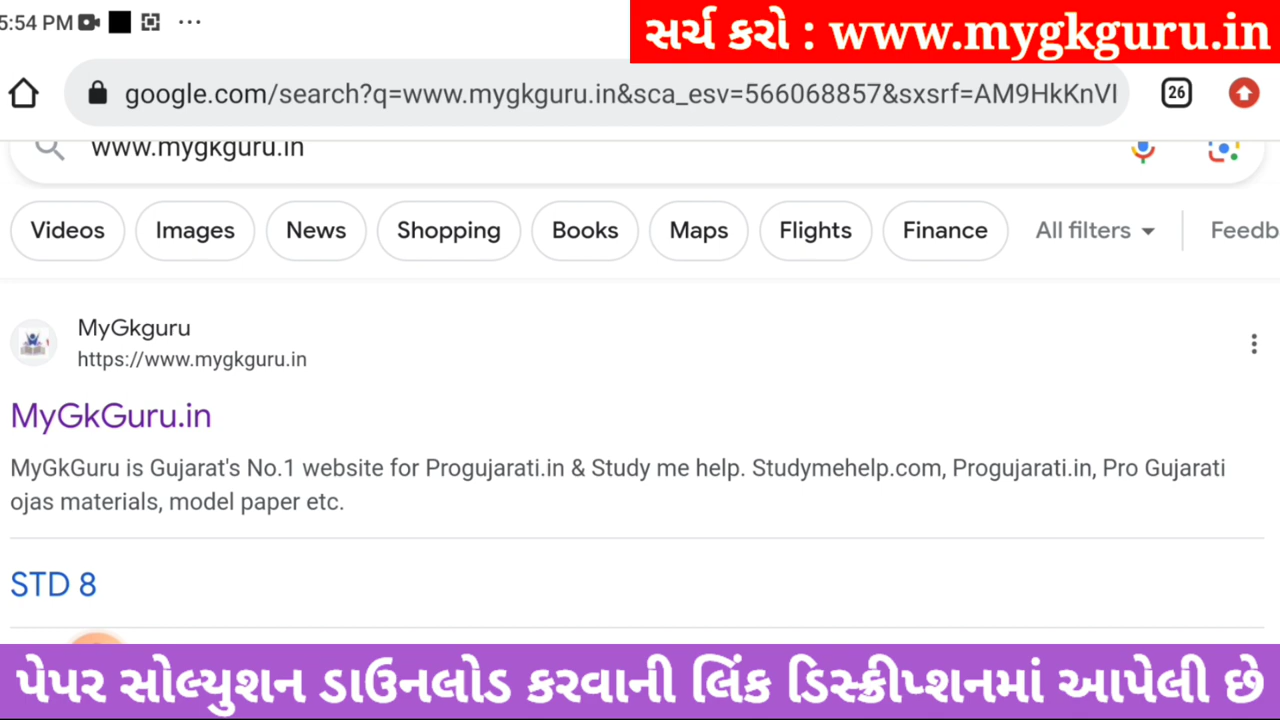 5:54 PM
સર્ચ કરો : www.mygkguru.in
google.com/search?q=www.mygkguru.in&sca_esv=566068857&sxsrf=AM9HkKnVI
26
www.mygkguru.in
Videos Images News Shopping Books Maps Flights Finance All filters Feedb
MyGkguru
https://www.mygkguru.in
MyGkGuru.in
MyGkGuru is Gujarat's No.1 website for Progujarati.in & Study me help. Studymehelp.com, Progujarati.in, Pro Gujarati
ojas materials, model paper etc.
STD 8
પેપર સોલ્યુશન ડાઉનલોડ કરવાની લિંક ડિસ્ક્રીપ્શનમાં આપેલી છે